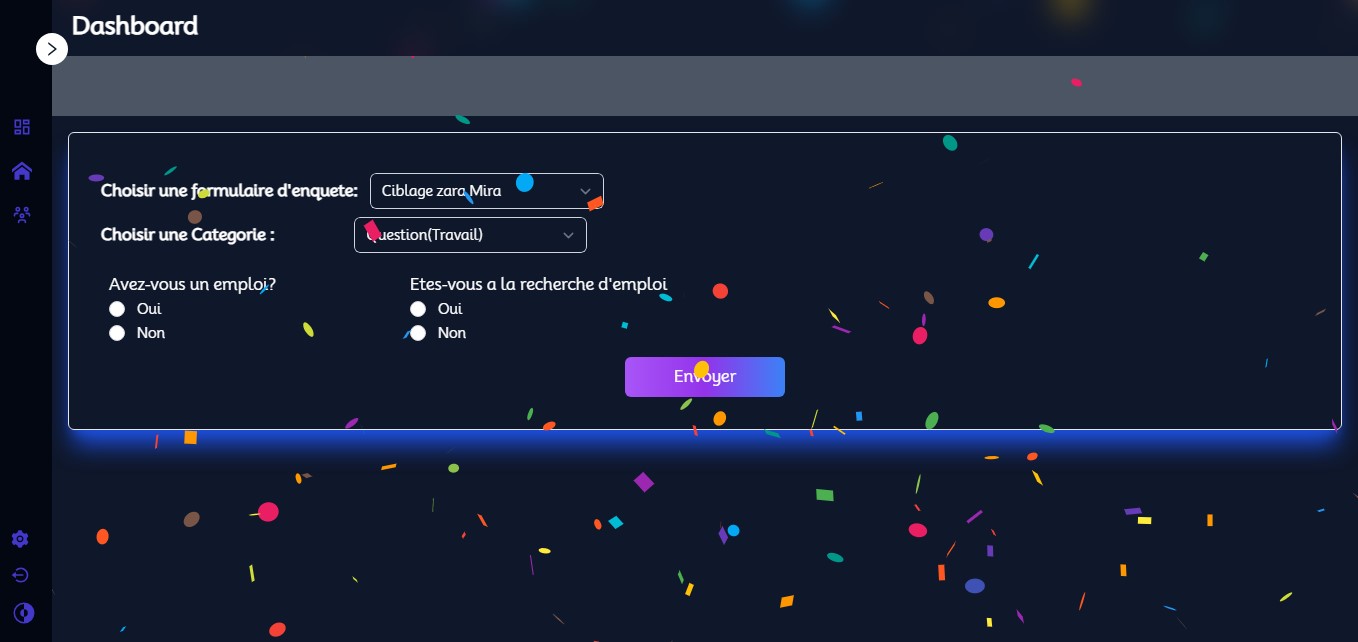 Dashboard
Choisir une formulaire d'enquete: Ciblage zara Mira
Choisir une Categorie : Question(Travail)
Avez-vous un emploi? Etes-vous a la recherche d'emploi
Oui Oui
Non Non
Envoyer